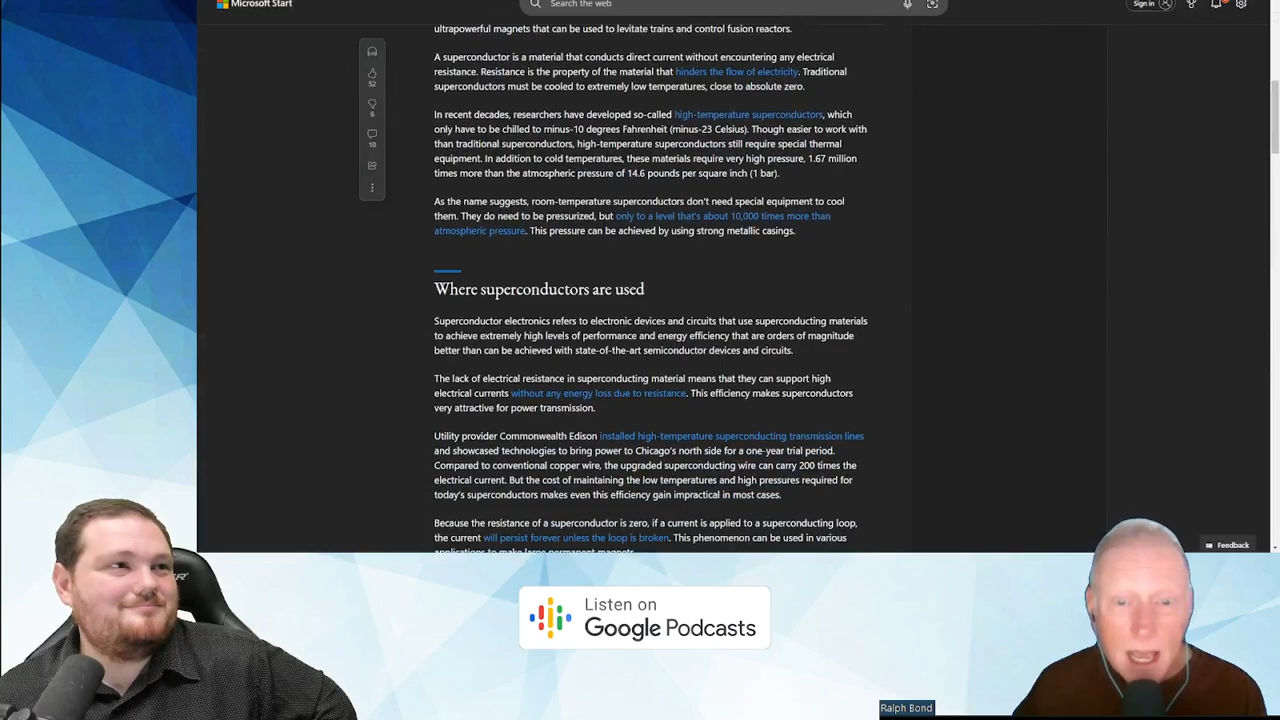 Microsoft Start
Search the web
Sign in
ultrapowerful magnets that can be used to levitate trains and control fusion reactors.
A superconductor is a material that conducts direct current without encountering any electrical
resistance. Resistance is the property of the material that hinders the flow of electricity. Traditional
superconductors must be cooled to extremely low temperatures, close to absolute zero.
52
6
18
In recent decades, researchers have developed so-called high-temperature superconductors, which
only have to be chilled to minus-10 degrees Fahrenheit (minus-23 Celsius). Though easier to work with
than traditional superconductors, high-temperature superconductors still require special thermal
equipment. In addition to cold temperatures, these materials require very high pressure, 1.67 million
times more than the atmospheric pressure of 14.6 pounds per square inch (1 bar).
As the name suggests, room-temperature superconductors don't need special equipment to cool
them. They do need to be pressurized, but only to a level that's about 10,000 times more than
atmospheric pressure. This pressure can be achieved by using strong metallic casings.
Where superconductors are used
Superconductor electronics refers to electronic devices and circuits that use superconducting materials
to achieve extremely high levels of performance and energy efficiency that are orders of magnitude
better than can be achieved with state-of-the-art semiconductor devices and circuits.
The lack of electrical resistance in superconducting material means that they can support high
electrical currents without any energy loss due to resistance. This efficiency makes superconductors
very attractive for power transmission.
Utility provider Commonwealth Edison installed high-temperature superconducting transmission lines
and showcased technologies to bring power to Chicago's north side for a one-year trial period.
Compared to conventional copper wire, the upgraded superconducting wire can carry 200 times the
electrical current. But the cost of maintaining the low temperatures and high pressures required for
today's superconductors makes even this efficiency gain impractical in most cases.
Because the resistance of a superconductor is zero, if a current is applied to a superconducting loop,
the current will persist forever unless the loop is broken. This phenomenon can be used in various
applications to make large permanent magnets.
Feedback
Listen on
Google Podcasts
Ralph Bond